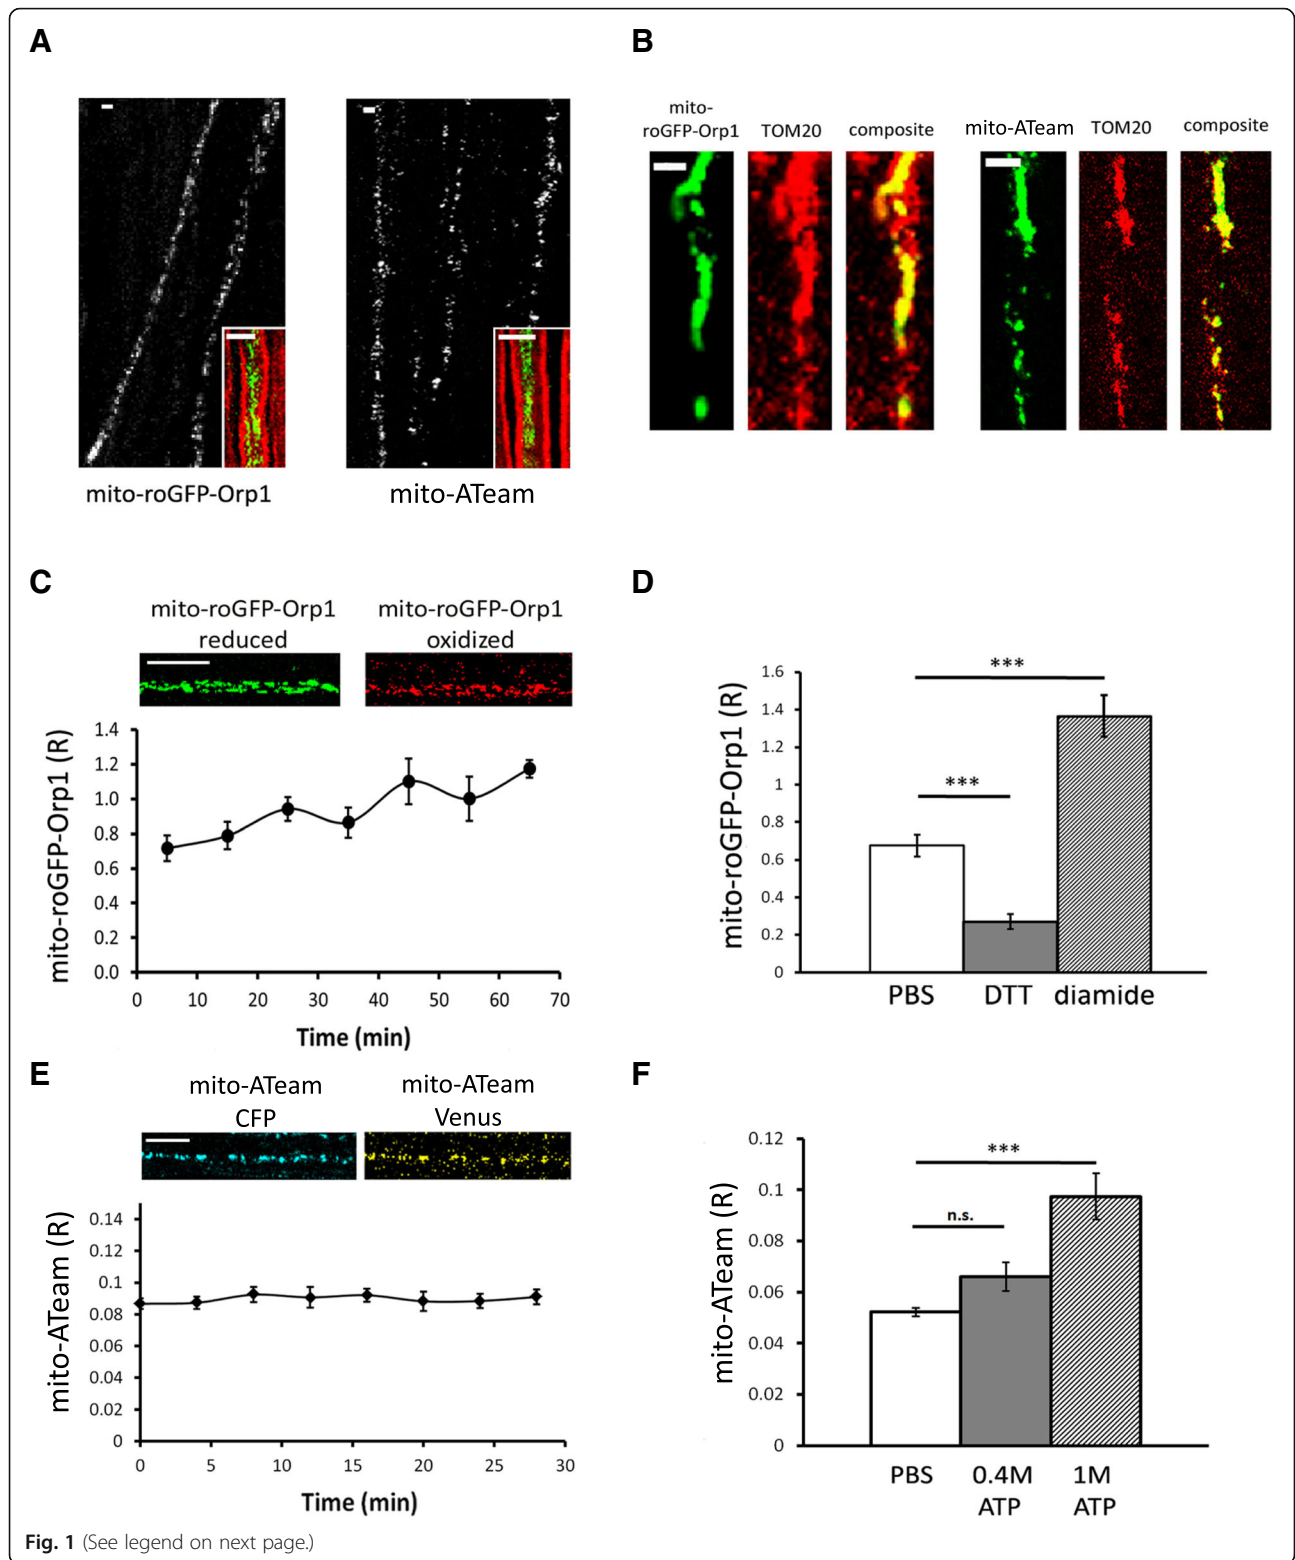 A
mito-roGFP-Orp1
mito-ATeam
B
mito-
roGFP-Orp1
TOM20
composite
mito-ATeam
TOM20
composite
C
mito-roGFP-Orp1
reduced
mito-roGFP-Orp1
oxidized
mito-roGFP-Orp1 (R)
1.4
1.2
1.0
0.8
0.6
0.4
0.2
0.0
0 10 20 30 40 50 60 70
Time (min)
D
mito-roGFP-Orp1 (R)
1.6
1.4
1.2
1
0.8
0.6
0.4
0.2
0
***
***
PBS DTT diamide
E
mito-ATeam
CFP
mito-ATeam
Venus
mito-ATeam (R)
0.14
0.12
0.1
0.08
0.06
0.04
0.02
0
0 5 10 15 20 25 30
Time (min)
F
mito-ATeam (R)
0.12
0.1
0.08
0.06
0.04
0.02
0
***
n.s.
PBS
0.4M
ATP
1M
ATP
Fig. 1 (See legend on next page.)